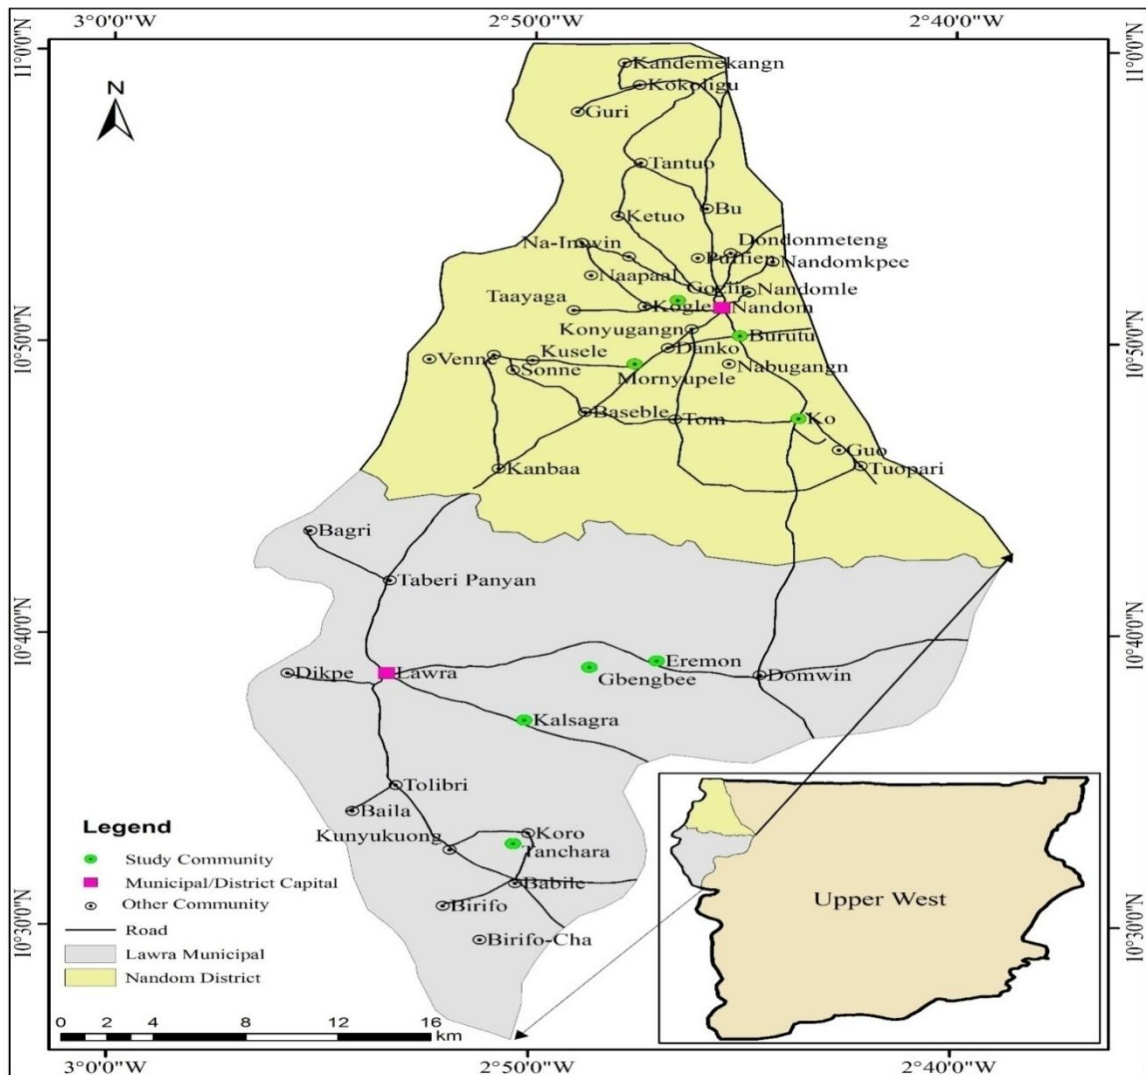 3°0'0"W 2°50'0"W 2°40'0"W
11°0'0"N
11°0'0"N
N
Kandemekangn
Kokoligu
Guri
Tantuo
Ketuo
Bu
Na-Imwin
Dondonmeteng
Puffien
Nandomkpee
Naapaal
Goziir
Nandomle
Taayaga
Kogle
Nandom
Konyugangn
Burutu
10°50'0"N
10°50'0"N
Venne
Kusele
Danko
Sonne
Nabugangn
Mornyupele
Baseble
Tom
Ko
Guo
Kanbaa
Tuopari
Bagri
Taberi Panyan
10°40'0"N
10°40'0"N
Eremon
Dikpe
Lawra
Gbengbee
Domwin
Kalsagra
Tolibri
Baila
Kunyukuong
Koro
Tanchara
Babile
Birifo
Birifo-Cha
10°30'0"N
10°30'0"N
Upper West
Legend
Study Community
Municipal/District Capital
Other Community
Road
Lawra Municipal
Nandom District
0 2 4 8 12 16
km
3°0'0"W 2°50'0"W 2°40'0"W